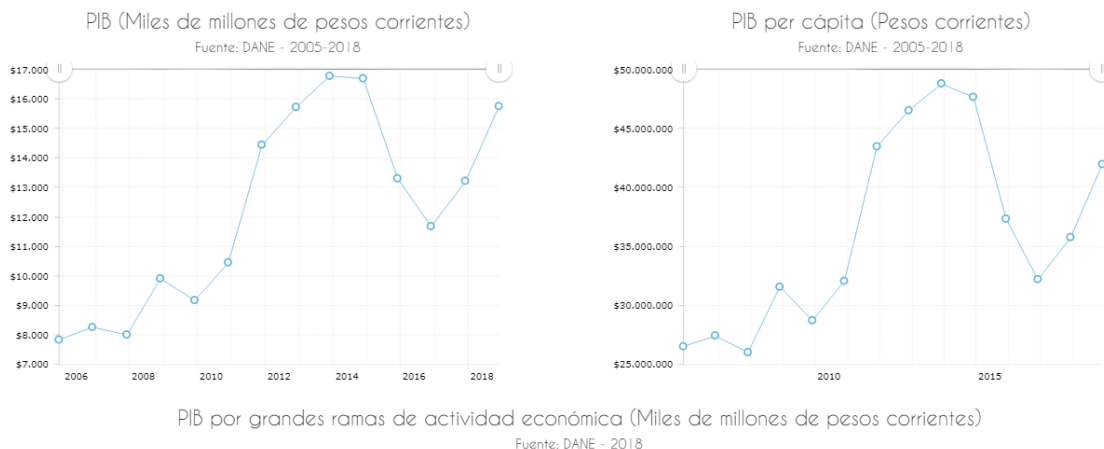 PIB (Miles de millones de pesos corrientes)
Fuente: DANE - 2005-2018
$17.000
$16.000
$15.000
$14.000
$13.000
$12.000
$11.000
$10.000
$9.000
$8.000
$7.000
2006 2008 2010 2012 2014 2016 2018
PIB per cápita (Pesos corrientes)
Fuente: DANE - 2005-2018
$50.000.000
$45.000.000
$40.000.000
$35.000.000
$30.000.000
$25.000.000
2010 2015
PIB por grandes ramas de actividad económica (Miles de millones de pesos corrientes)
Fuente: DANE - 2018